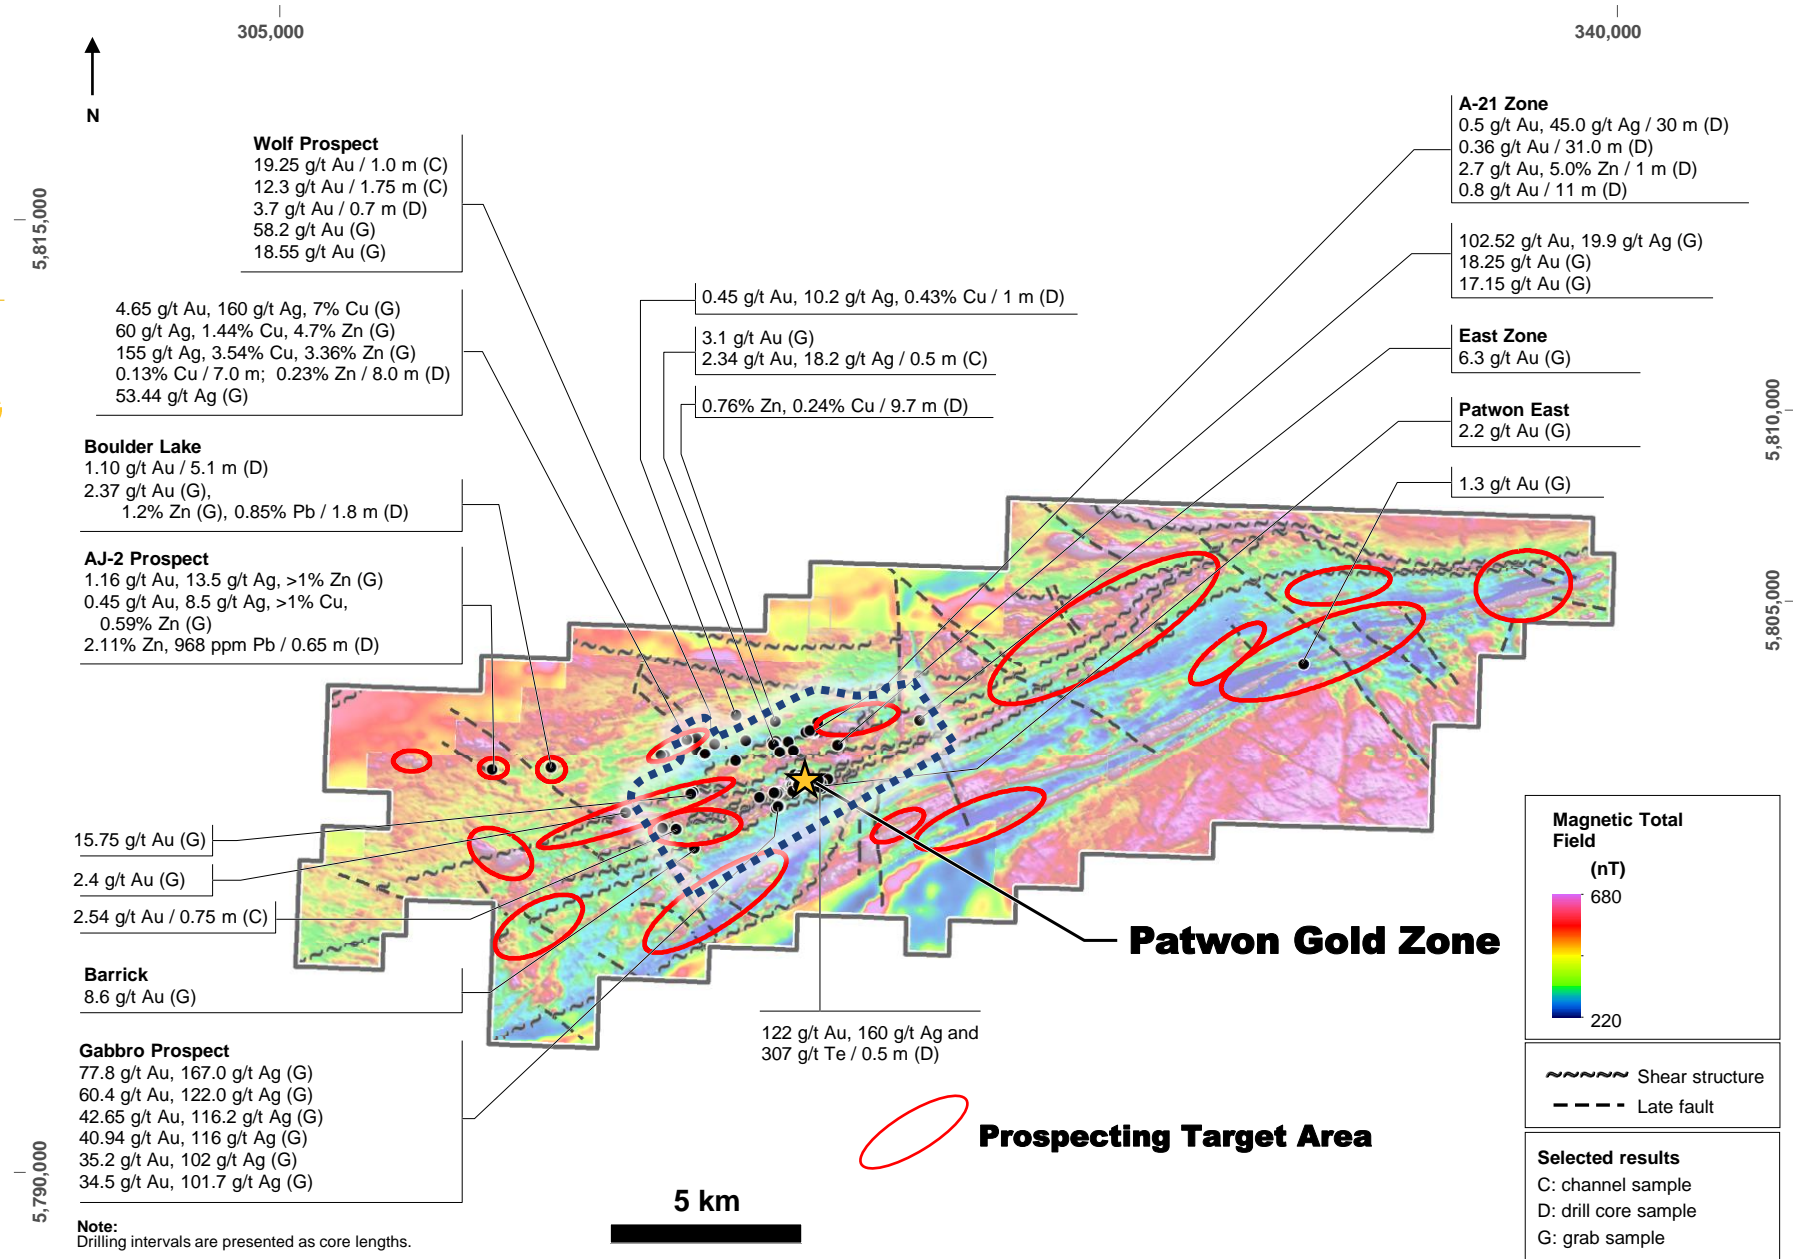 305,000
340,000
N
5,815,000
5,810,000
5,805,000
5,790,000
Wolf Prospect
19.25 g/t Au / 1.0 m (C)
12.3 g/t Au / 1.75 m (C)
3.7 g/t Au / 0.7 m (D)
58.2 g/t Au (G)
18.55 g/t Au (G)
4.65 g/t Au, 160 g/t Ag, 7% Cu (G)
60 g/t Ag, 1.44% Cu, 4.7% Zn (G)
155 g/t Ag, 3.54% Cu, 3.36% Zn (G)
0.13% Cu / 7.0 m; 0.23% Zn / 8.0 m (D)
53.44 g/t Ag (G)
Boulder Lake
1.10 g/t Au / 5.1 m (D)
2.37 g/t Au (G),
1.2% Zn (G), 0.85% Pb / 1.8 m (D)
AJ-2 Prospect
1.16 g/t Au, 13.5 g/t Ag, >1% Zn (G)
0.45 g/t Au, 8.5 g/t Ag, >1% Cu,
0.59% Zn (G)
2.11% Zn, 968 ppm Pb / 0.65 m (D)
0.45 g/t Au, 10.2 g/t Ag, 0.43% Cu / 1 m (D)
3.1 g/t Au (G)
2.34 g/t Au, 18.2 g/t Ag / 0.5 m (C)
0.76% Zn, 0.24% Cu / 9.7 m (D)
A-21 Zone
0.5 g/t Au, 45.0 g/t Ag / 30 m (D)
0.36 g/t Au / 31.0 m (D)
2.7 g/t Au, 5.0% Zn / 1 m (D)
0.8 g/t Au / 11 m (D)
102.52 g/t Au, 19.9 g/t Ag (G)
18.25 g/t Au (G)
17.15 g/t Au (G)
East Zone
6.3 g/t Au (G)
Patwon East
2.2 g/t Au (G)
1.3 g/t Au (G)
15.75 g/t Au (G)
2.4 g/t Au (G)
2.54 g/t Au / 0.75 m (C)
Barrick
8.6 g/t Au (G)
Gabbro Prospect
77.8 g/t Au, 167.0 g/t Ag (G)
60.4 g/t Au, 122.0 g/t Ag (G)
42.65 g/t Au, 116.2 g/t Ag (G)
40.94 g/t Au, 116 g/t Ag (G)
35.2 g/t Au, 102 g/t Ag (G)
34.5 g/t Au, 101.7 g/t Ag (G)
Note:
Drilling intervals are presented as core lengths.
Patwon Gold Zone
122 g/t Au, 160 g/t Ag and
307 g/t Te / 0.5 m (D)
Prospecting Target Area
5 km
Magnetic Total
Field
(nT)
680
220
Shear structure
Late fault
Selected results
C: channel sample
D: drill core sample
G: grab sample